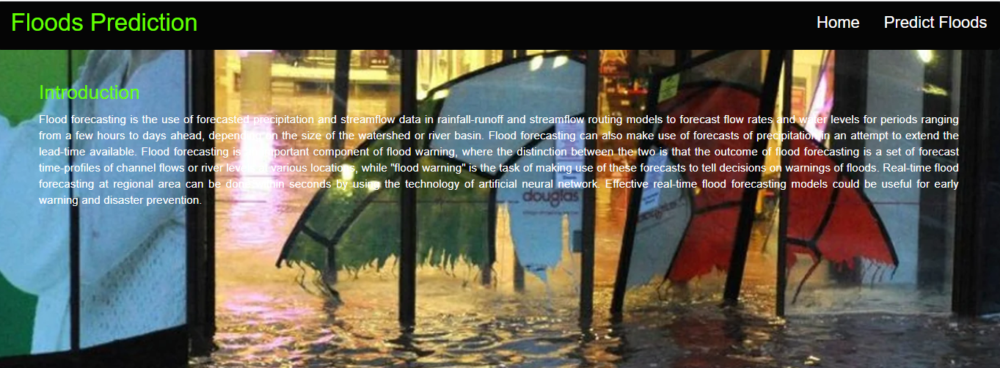 Floods Prediction
Home
Predict Floods
Introduction
Flood forecasting is the use of forecasted precipitation and streamflow data in rainfall-runoff and streamflow routing models to forecast flow rates and water levels for periods ranging
from a few hours to days ahead, depending on the size of the watershed or river basin. Flood forecasting can also make use of forecasts of precipitation in an attempt to extend the
lead-time available. Flood forecasting is an important component of flood warning, where the distinction between the two is that the outcome of flood forecasting is a set of forecast
time-profiles of channel flows or river levels at various locations, while "flood warning" is the task of making use of these forecasts to tell decisions on warnings of floods. Real-time flood
forecasting at regional area can be done within seconds by using the technology of artificial neural network. Effective real-time flood forecasting models could be useful for early
warning and disaster prevention.
douglas